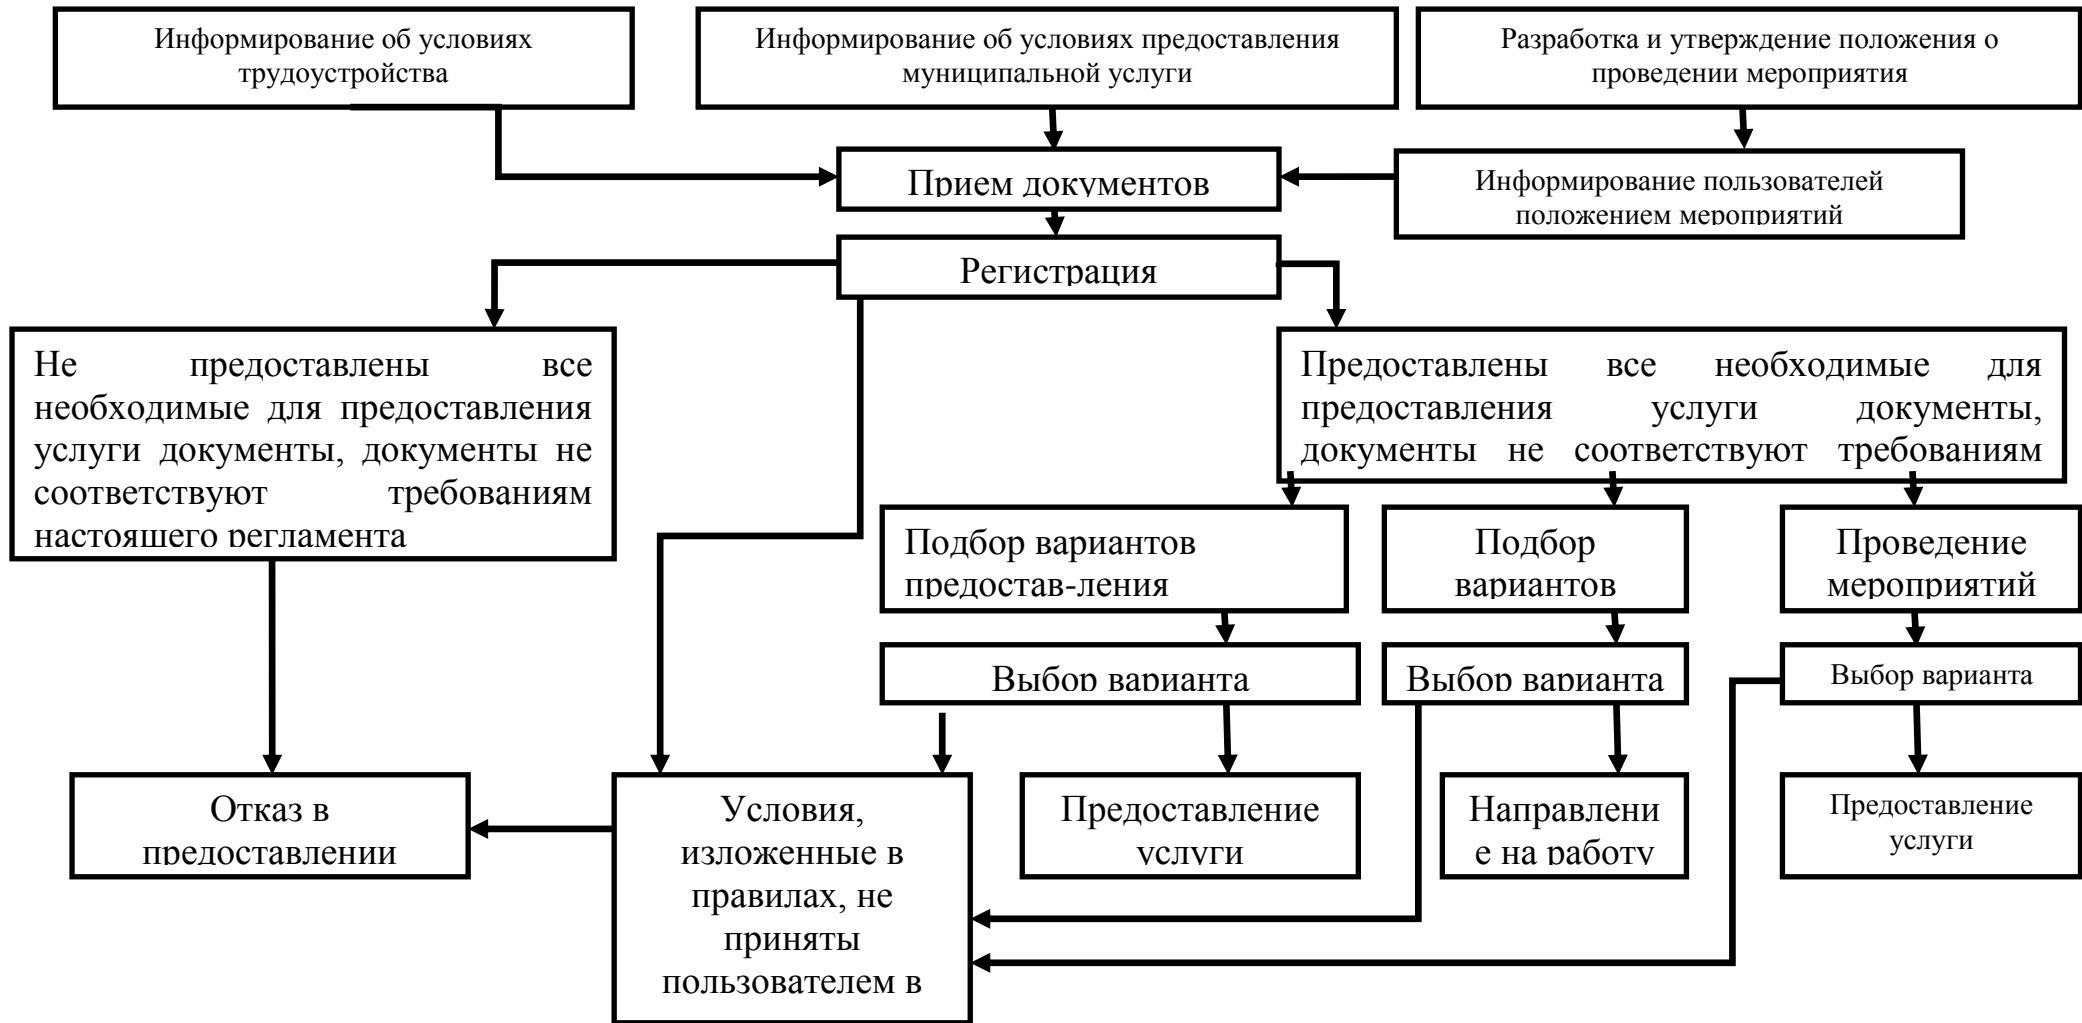 Информирование об условиях
трудоустройства
Информирование об условиях предоставления
муниципальной услуги
Разработка и утверждение положения о
проведении мероприятия
Прием документов
Информирование пользователей
положением мероприятий
Регистрация
Не предоставлены все
необходимые для предоставления
услуги документы, документы не
соответствуют требованиям
настоящего регламента
Предоставлены все необходимые для
предоставления услуги документы,
документы не соответствуют требованиям
Подбор вариантов
предостав-ления
Подбор
вариантов
Проведение
мероприятий
Выбор варианта
Выбор варианта
Выбор варианта
Отказ в
предоставлении
Условия,
изложенные в
правилах, не
приняты
пользователем в
Предоставление
услуги
Направлени
е на работу
Предоставление
услуги